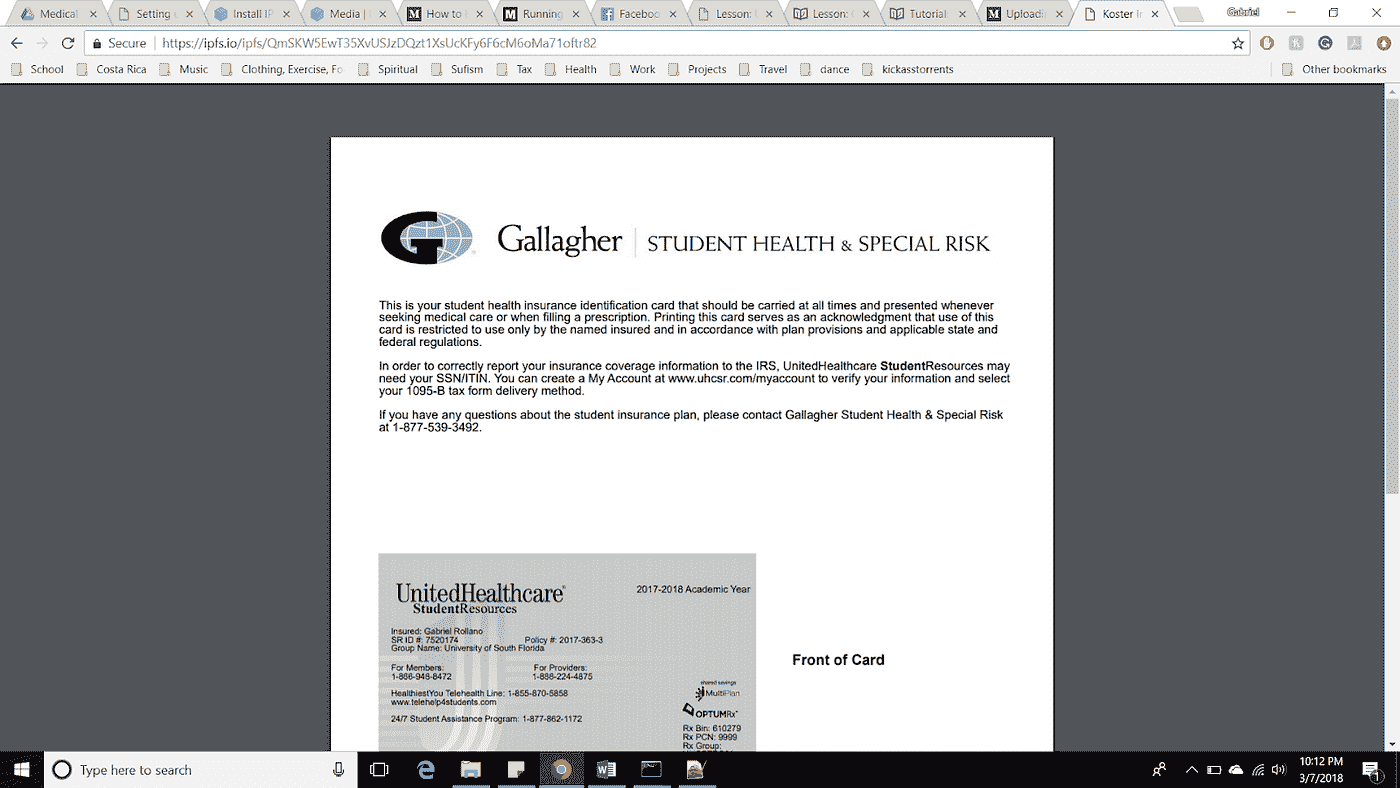 Medical
Setting u
Install IP
Media |
How to
Running
Faceboo
Lesson:
Lesson:
Tutorial:
Uploadin
Koster In
Gabriel
Secure
https://ipfs.io/ipfs/QmSKW5EwT35XvUSJzDQzt1XsUcKFy6F6cM6oMa71oftr82
School
Costa Rica
Music
Clothing, Exercise, Fo
Spiritual
Sufism
Tax
Health
Work
Projects
Travel
dance
kickasstorrents
Other bookmarks
G
Gallagher
STUDENT HEALTH & SPECIAL RISK
This is your student health insurance identification card that should be carried at all times and presented whenever
seeking medical care or when filling a prescription. Printing this card serves as an acknowledgment that use of this
card is restricted to use only by the named insured and in accordance with plan provisions and applicable state and
federal regulations.
In order to correctly report your insurance coverage information to the IRS, UnitedHealthcare StudentResources may
need your SSN/ITIN. You can create a My Account at www.uhcsr.com/myaccount to verify your information and select
your 1095-B tax form delivery method.
If you have any questions about the student insurance plan, please contact Gallagher Student Health & Special Risk
at 1-877-539-3492.
UnitedHealthcare®
StudentResources
2017-2018 Academic Year
Insured: Gabriel Rollano
SR ID #: 7520174 Policy #: 2017-363-3
Group Name: University of South Florida
For Members: For Providers:
1-866-948-8472 1-888-224-4875
HealthiestYou Telehealth Line: 1-855-870-5858
www.telehelp4students.com
24/7 Student Assistance Program: 1-877-862-1172
shared savings
MultiPlan
OPTUMRx
Rx Bin: 610279
Rx PCN: 9999
Rx Group:
Front of Card
Type here to search
10:12 PM
3/7/2018
1